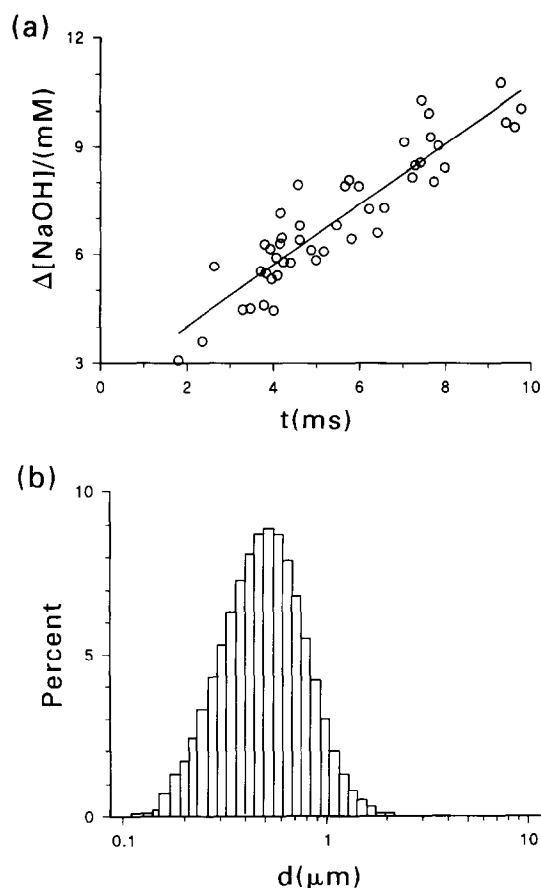 (a)
12
9
6
3
Δ[NaOH]/(mM)
0 2 4 6 8 10
t(ms)
(b)
10
5
0
Percent
0.1 1 10
d(μm)